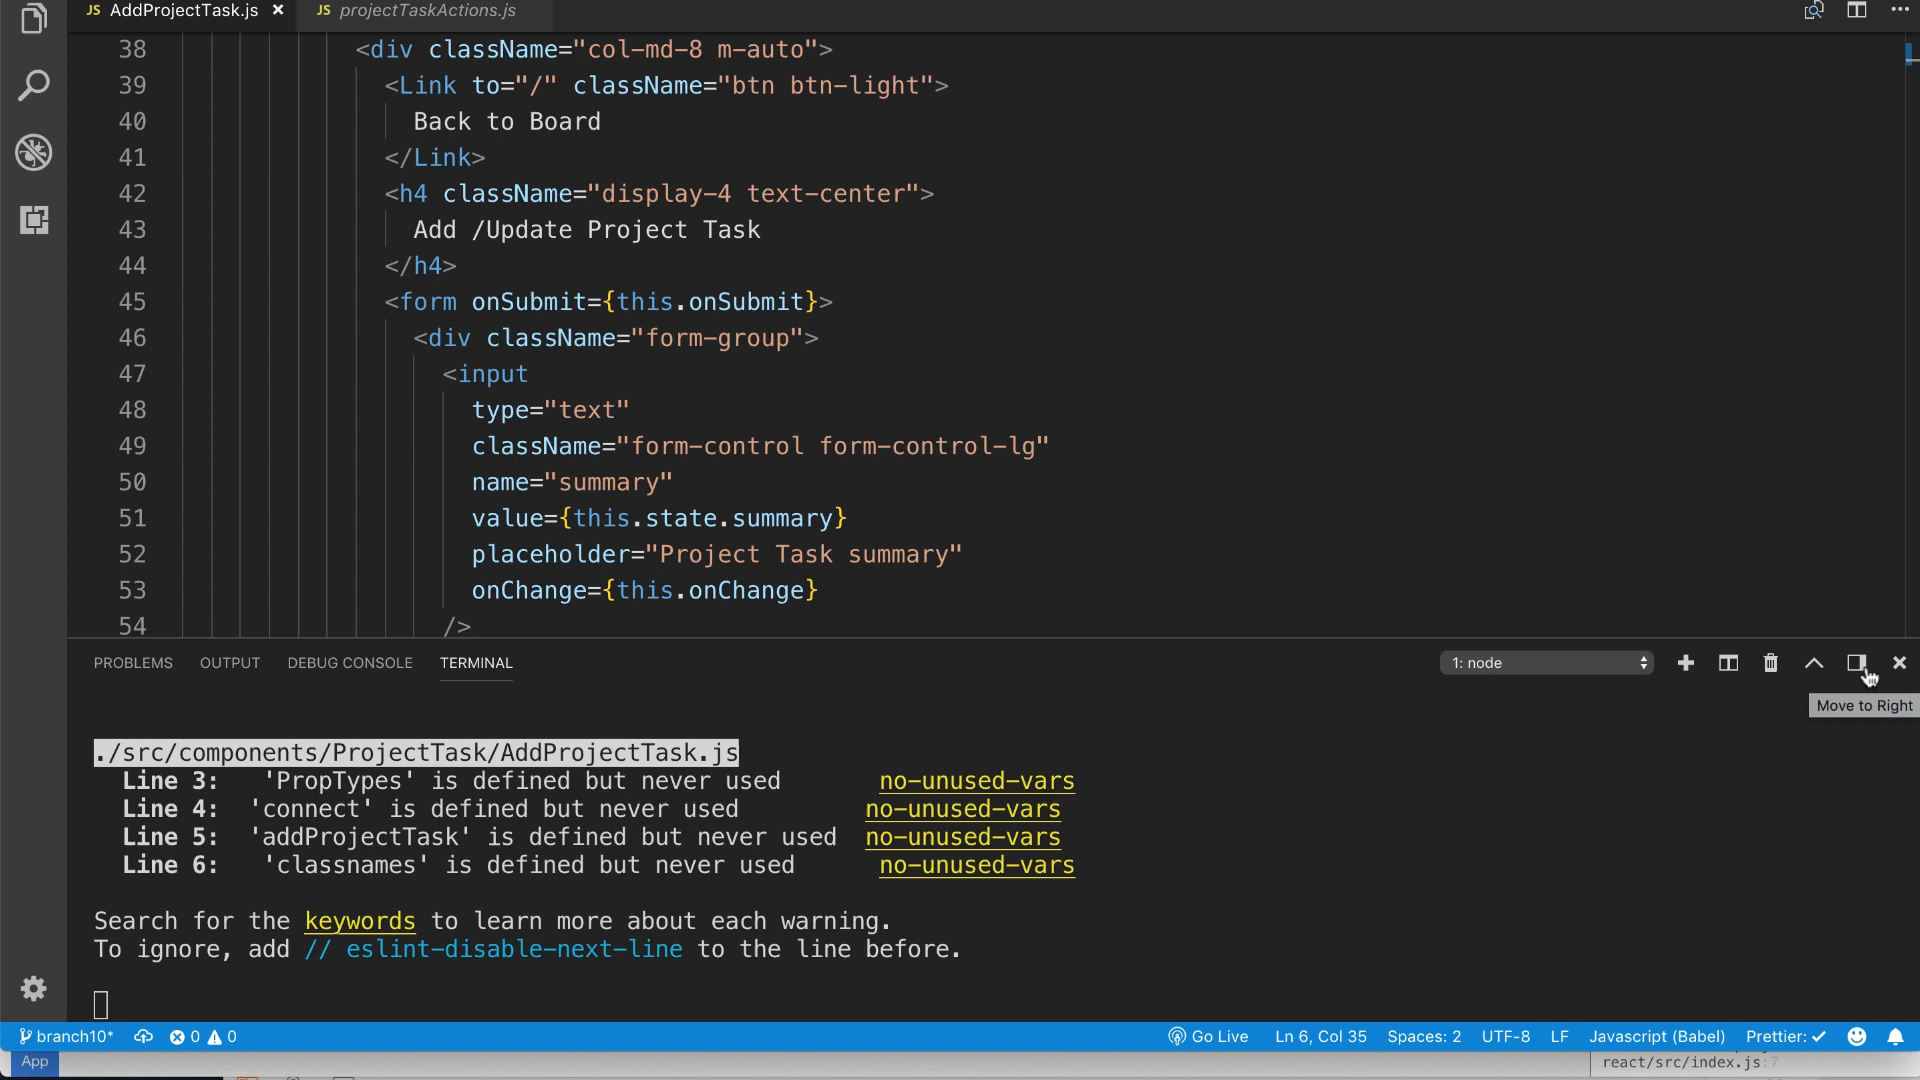 JS AddProjectTask.js × JS projectTaskActions.js
38 <div className="col-md-8 m-auto">
39 <Link to="/" className="btn btn-light">
40 Back to Board
41 </Link>
42 <h4 className="display-4 text-center">
43 Add /Update Project Task
44 </h4>
45 <form onSubmit={this.onSubmit}>
46 <div className="form-group">
47 <input
48 type="text"
49 className="form-control form-control-lg"
50 name="summary"
51 value={this.state.summary}
52 placeholder="Project Task summary"
53 onChange={this.onChange}
54 />
PROBLEMS OUTPUT DEBUG CONSOLE TERMINAL 1: node
Move to Right
./src/components/ProjectTask/AddProjectTask.js
Line 3: 'PropTypes' is defined but never used no-unused-vars
Line 4: 'connect' is defined but never used no-unused-vars
Line 5: 'addProjectTask' is defined but never used no-unused-vars
Line 6: 'classnames' is defined but never used no-unused-vars
Search for the keywords to learn more about each warning.
To ignore, add // eslint-disable-next-line to the line before.
branch10* 0 0 Go Live Ln 6, Col 35 Spaces: 2 UTF-8 LF Javascript (Babel) Prettier: ✓
App react/src/index.js:7